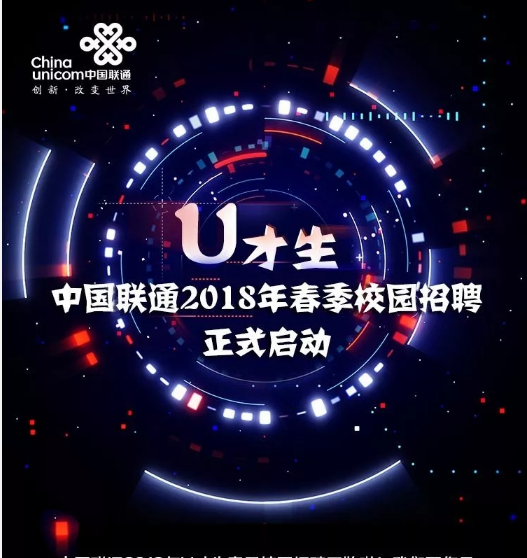 China
unicom中国联通
创新·改变世界
U才生
中国联通2018年春季校园招聘
正式启动